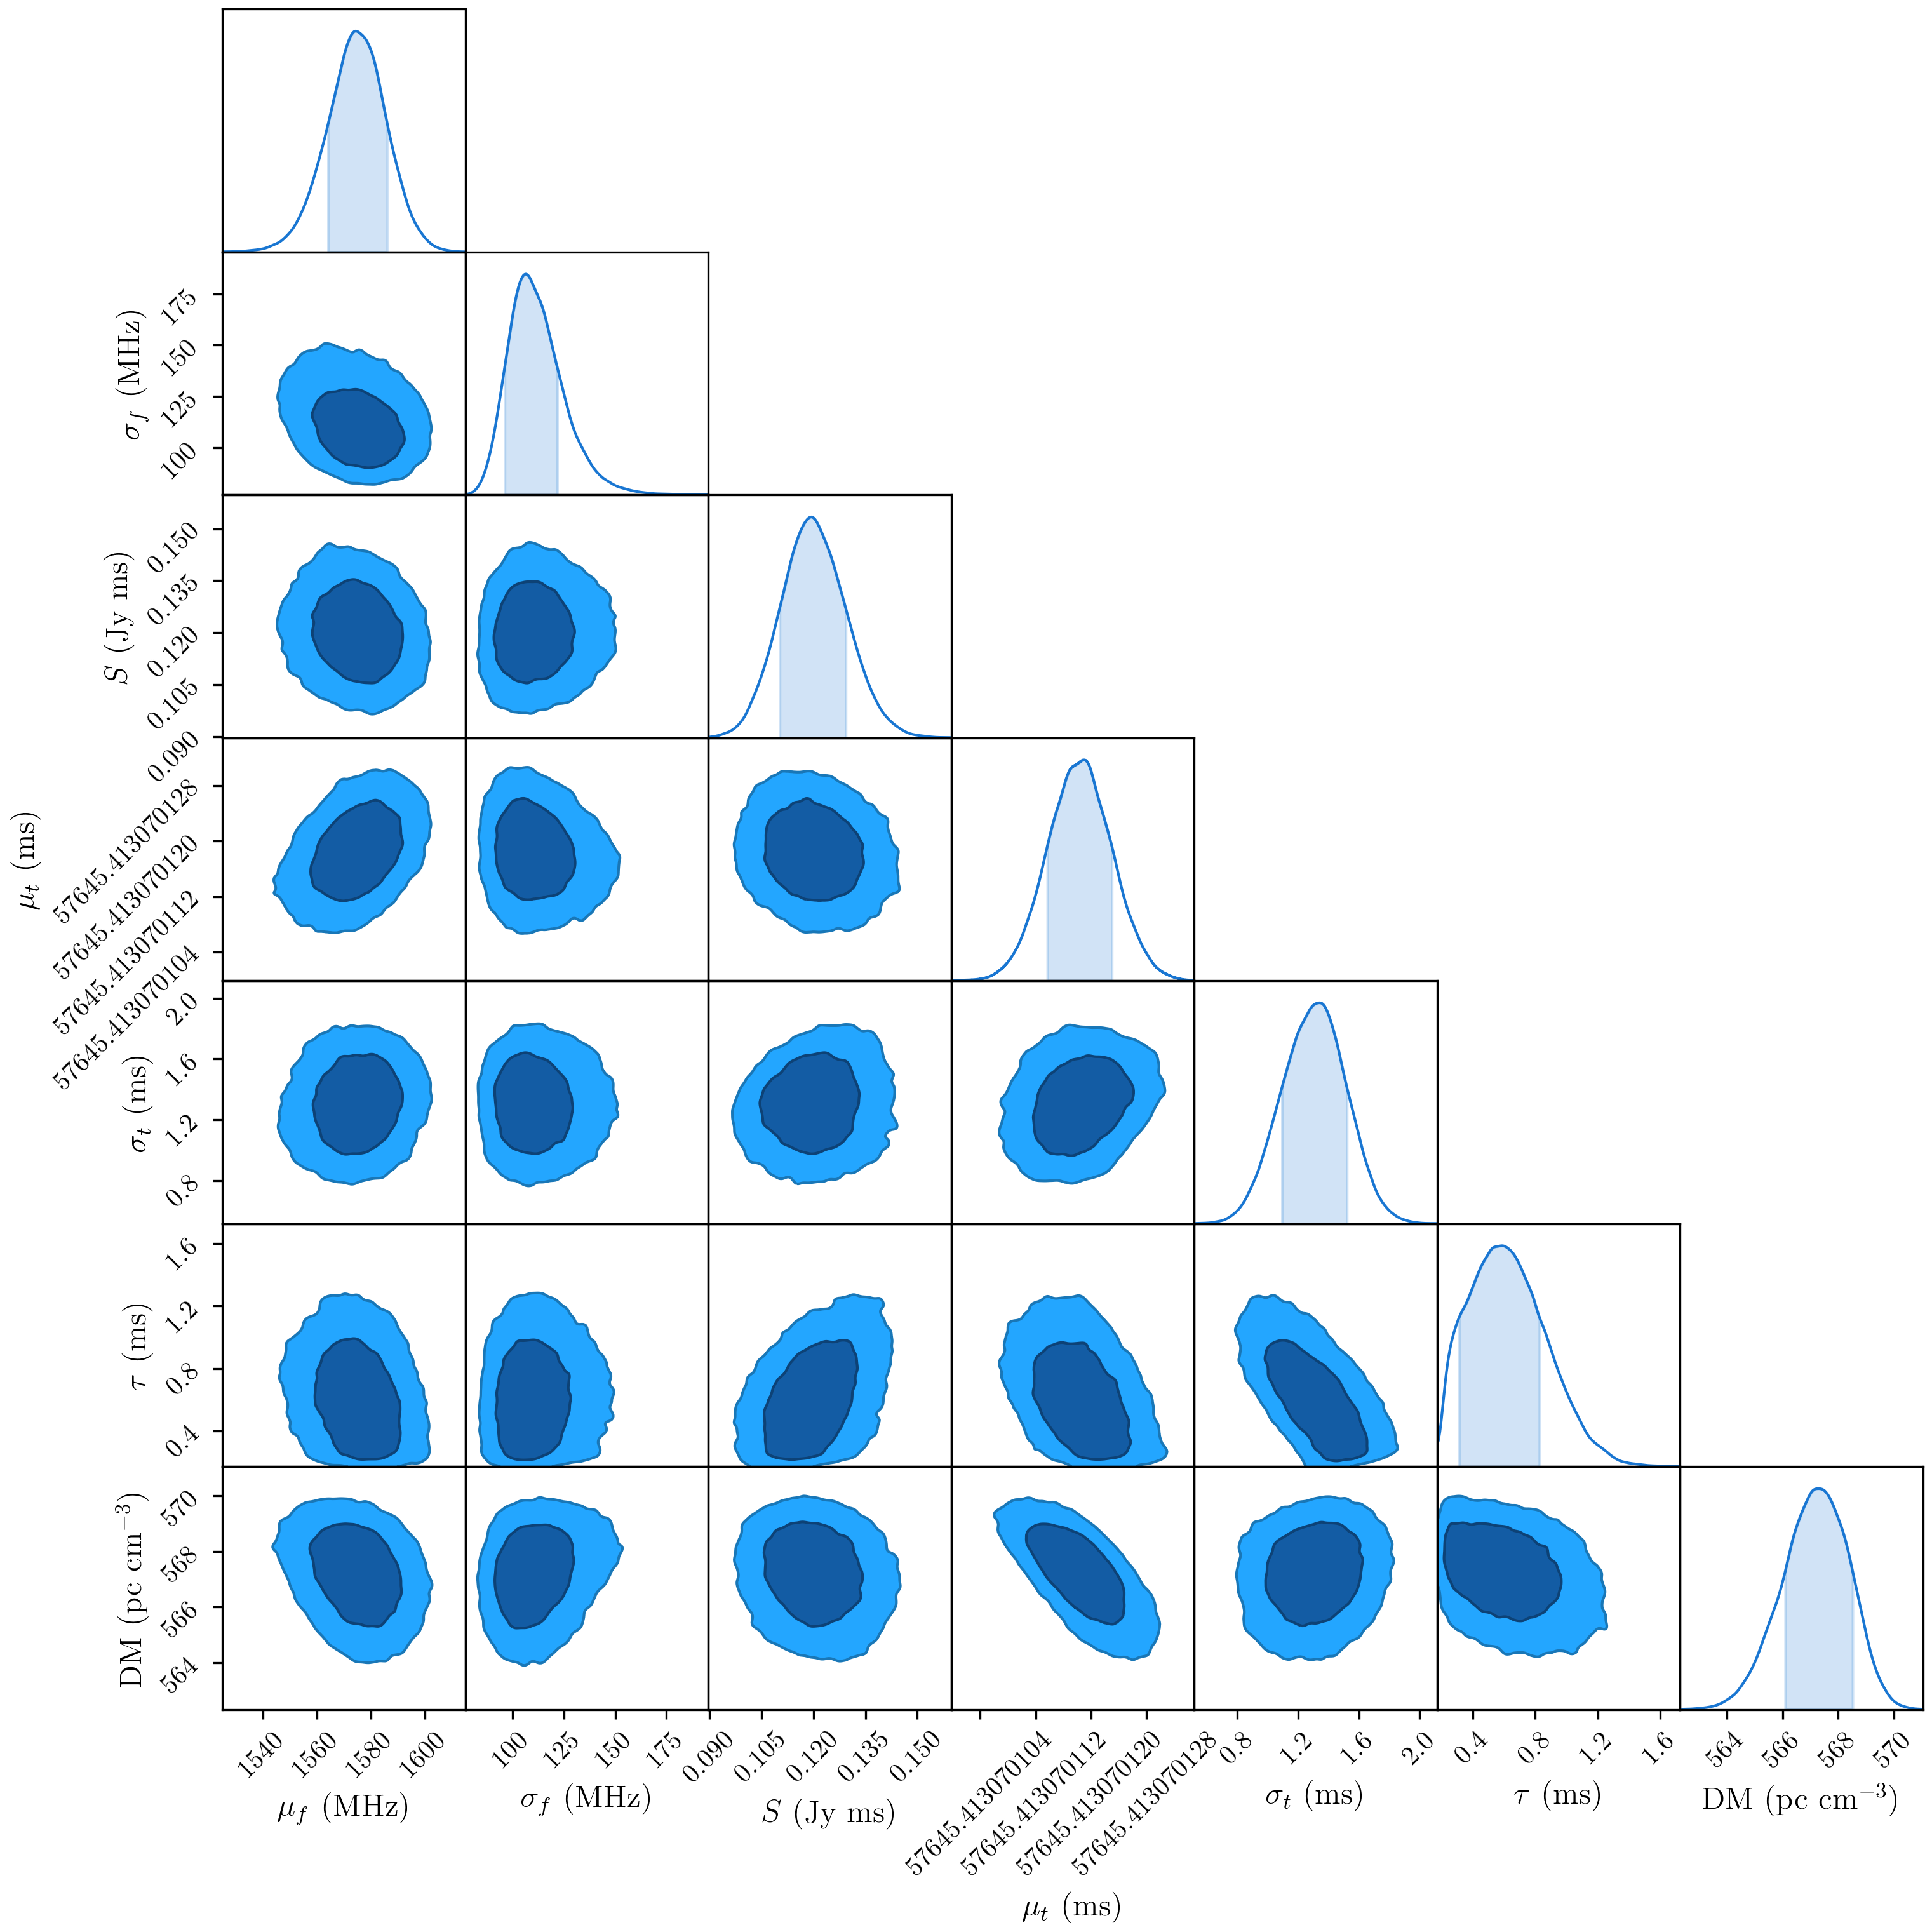 σ_f (MHz)
175
150
125
100
S (Jy ms)
0.150
0.135
0.120
0.105
0.090
μ_t (ms)
57645.413070128
57645.413070120
57645.413070112
57645.413070104
σ_t (ms)
2.0
1.6
1.2
0.8
τ (ms)
1.6
1.2
0.8
0.4
DM (pc cm⁻³)
570
568
566
564
1540 1560 1580 1600
μ_f (MHz)
100 125 150 175
σ_f (MHz)
0.090 0.105 0.120 0.135 0.150
S (Jy ms)
57645.413070104 57645.413070112 57645.413070120 57645.413070128
μ_t (ms)
0.8 1.2 1.6 2.0
σ_t (ms)
0.4 0.8 1.2 1.6
τ (ms)
564 566 568 570
DM (pc cm⁻³)